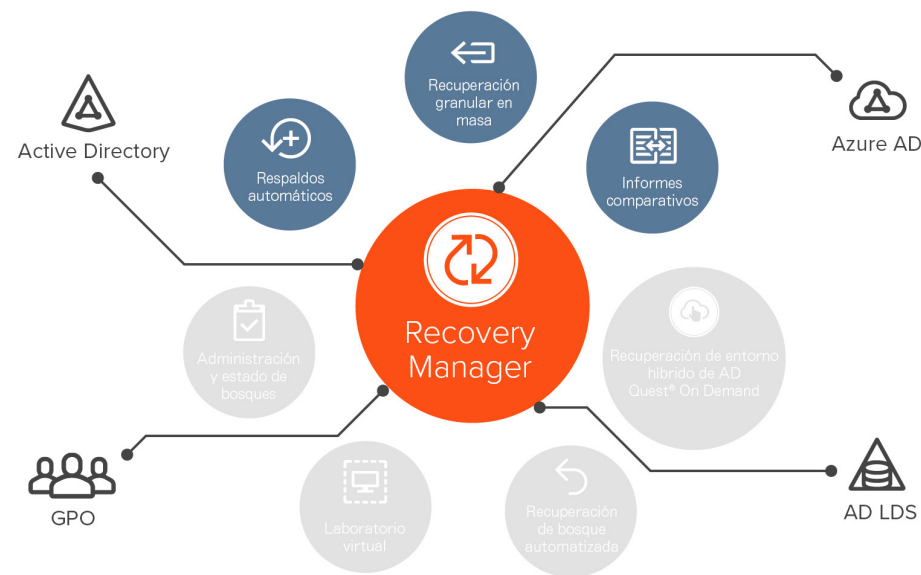 Recuperación
granular en
masa
Active Directory
Azure AD
Respaldos
automáticos
Informes
comparativos
Recovery
Manager
Administración
y estado de
bosques
Recuperación de entorno
híbrido de AD
Quest® On Demand
GPO
Laboratorio
virtual
Recuperación
de bosque
automatizada
AD LDS